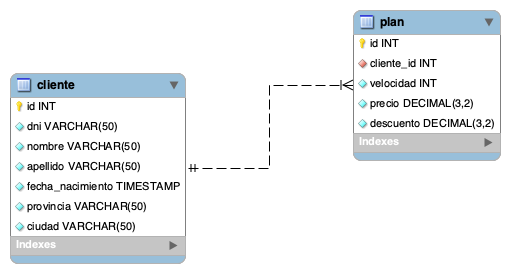 cliente
id INT
dni VARCHAR(50)
nombre VARCHAR(50)
apellido VARCHAR(50)
fecha_nacimiento TIMESTAMP
provincia VARCHAR(50)
ciudad VARCHAR(50)
Indexes
plan
id INT
cliente_id INT
velocidad INT
precio DECIMAL(3,2)
descuento DECIMAL(3,2)
Indexes